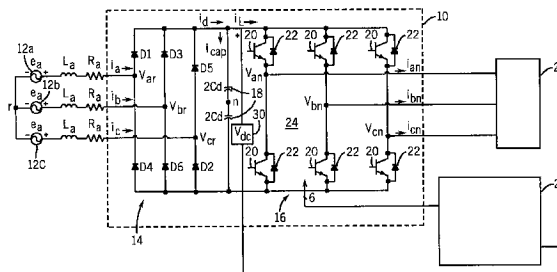 i_d i_L 10
12a
e_a L_a R_a i_a D1 D3 i_cap + 20 22 20 22 20 22
V_ar D5 V_an i_an
12b
r e_a L_a R_a i_b 2Cd 18 V_bn i_bn
V_br n
e_a L_a R_a i_c 2Cd 30 24 V_cn i_cn
V_cr V_dc
12C 20 22 20 22 20 22
D4 D6 D2
6
14 16